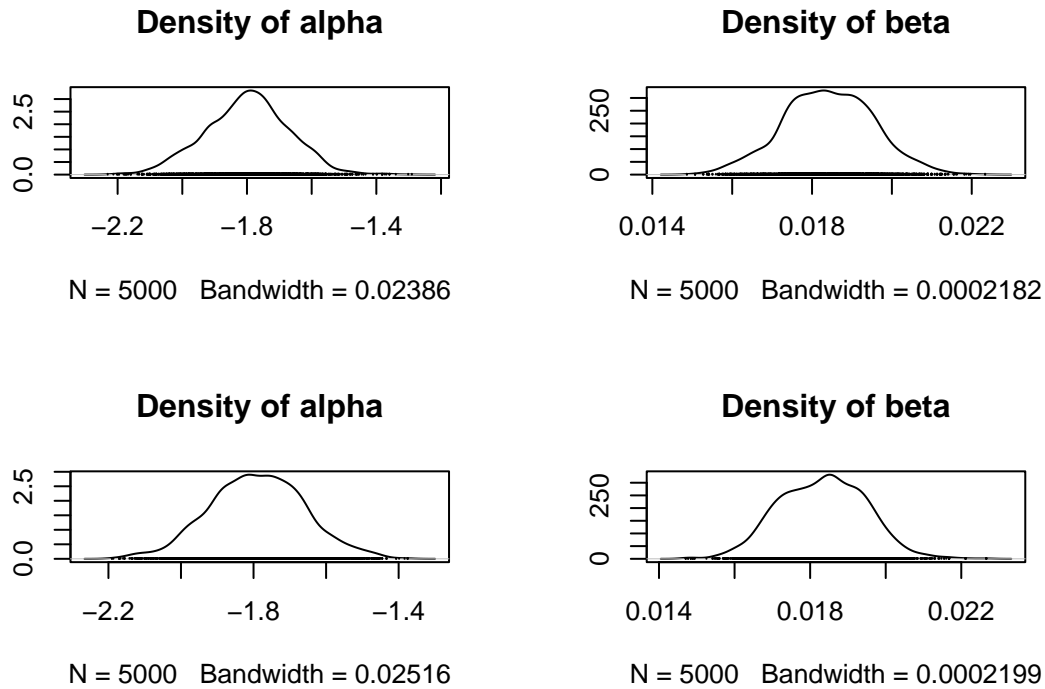 Density of alpha
2.5
0.0
−2.2 −1.8 −1.4
N = 5000 Bandwidth = 0.02386
Density of beta
250
0
0.014 0.018 0.022
N = 5000 Bandwidth = 0.0002182
Density of alpha
2.5
0.0
−2.2 −1.8 −1.4
N = 5000 Bandwidth = 0.02516
Density of beta
250
0
0.014 0.018 0.022
N = 5000 Bandwidth = 0.0002199